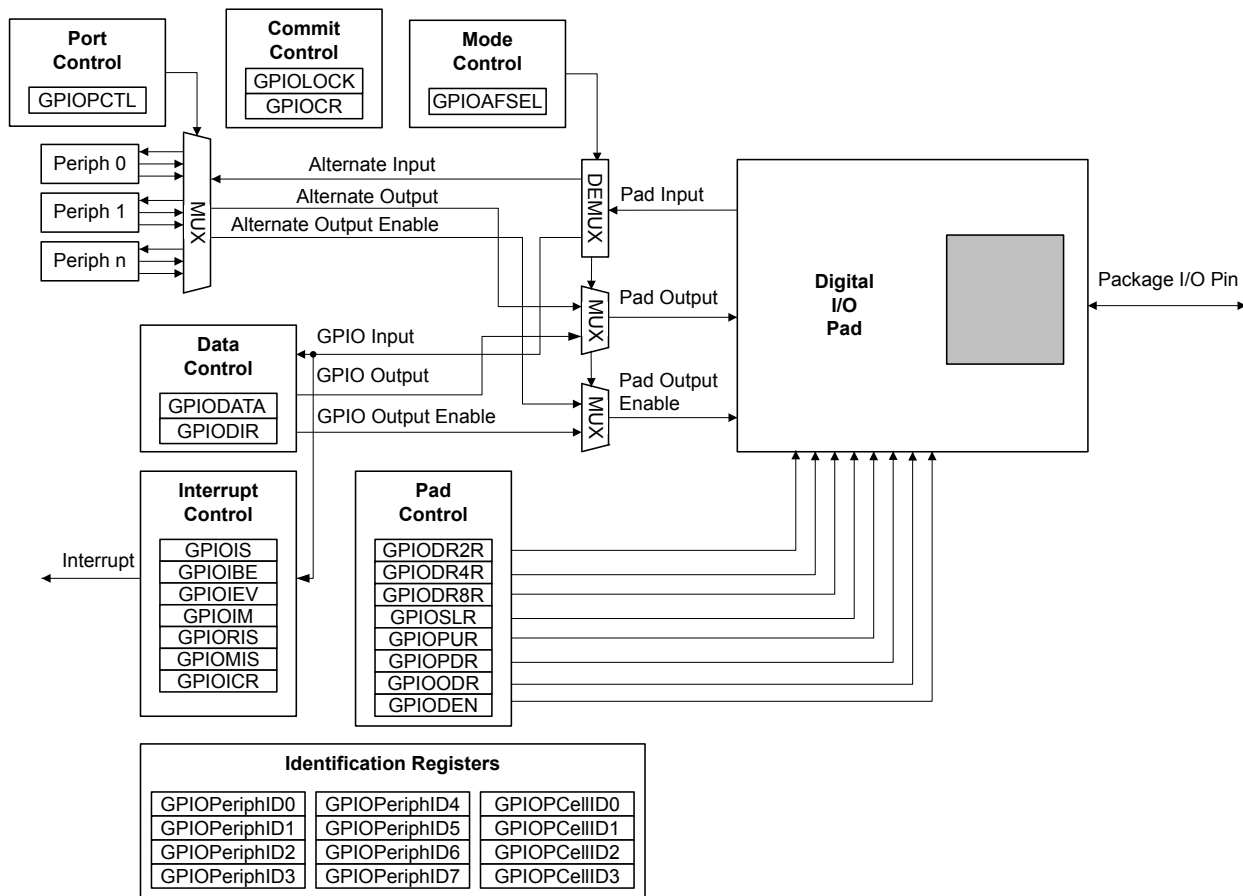 Port
Control
GPIOPCTL
Commit
Control
GPIOLOCK
GPIOCR
Mode
Control
GPIOAFSEL
Periph 0
Periph 1
Periph n
MUX
Alternate Input
Alternate Output
Alternate Output Enable
DEMUX
Pad Input
MUX
Pad Output
MUX
Pad Output
Enable
Digital
I/O
Pad
Package I/O Pin
Data
Control
GPIODATA
GPIODIR
GPIO Input
GPIO Output
GPIO Output Enable
Interrupt
Control
GPIOIS
GPIOIBE
GPIOIEV
GPIOIM
GPIORIS
GPIOMIS
GPIOICR
Interrupt
Pad
Control
GPIODR2R
GPIODR4R
GPIODR8R
GPIOSLR
GPIOPUR
GPIOPDR
GPIOODR
GPIODEN
Identification Registers
GPIOPeriphID0
GPIOPeriphID1
GPIOPeriphID2
GPIOPeriphID3
GPIOPeriphID4
GPIOPeriphID5
GPIOPeriphID6
GPIOPeriphID7
GPIOPCellID0
GPIOPCellID1
GPIOPCellID2
GPIOPCellID3